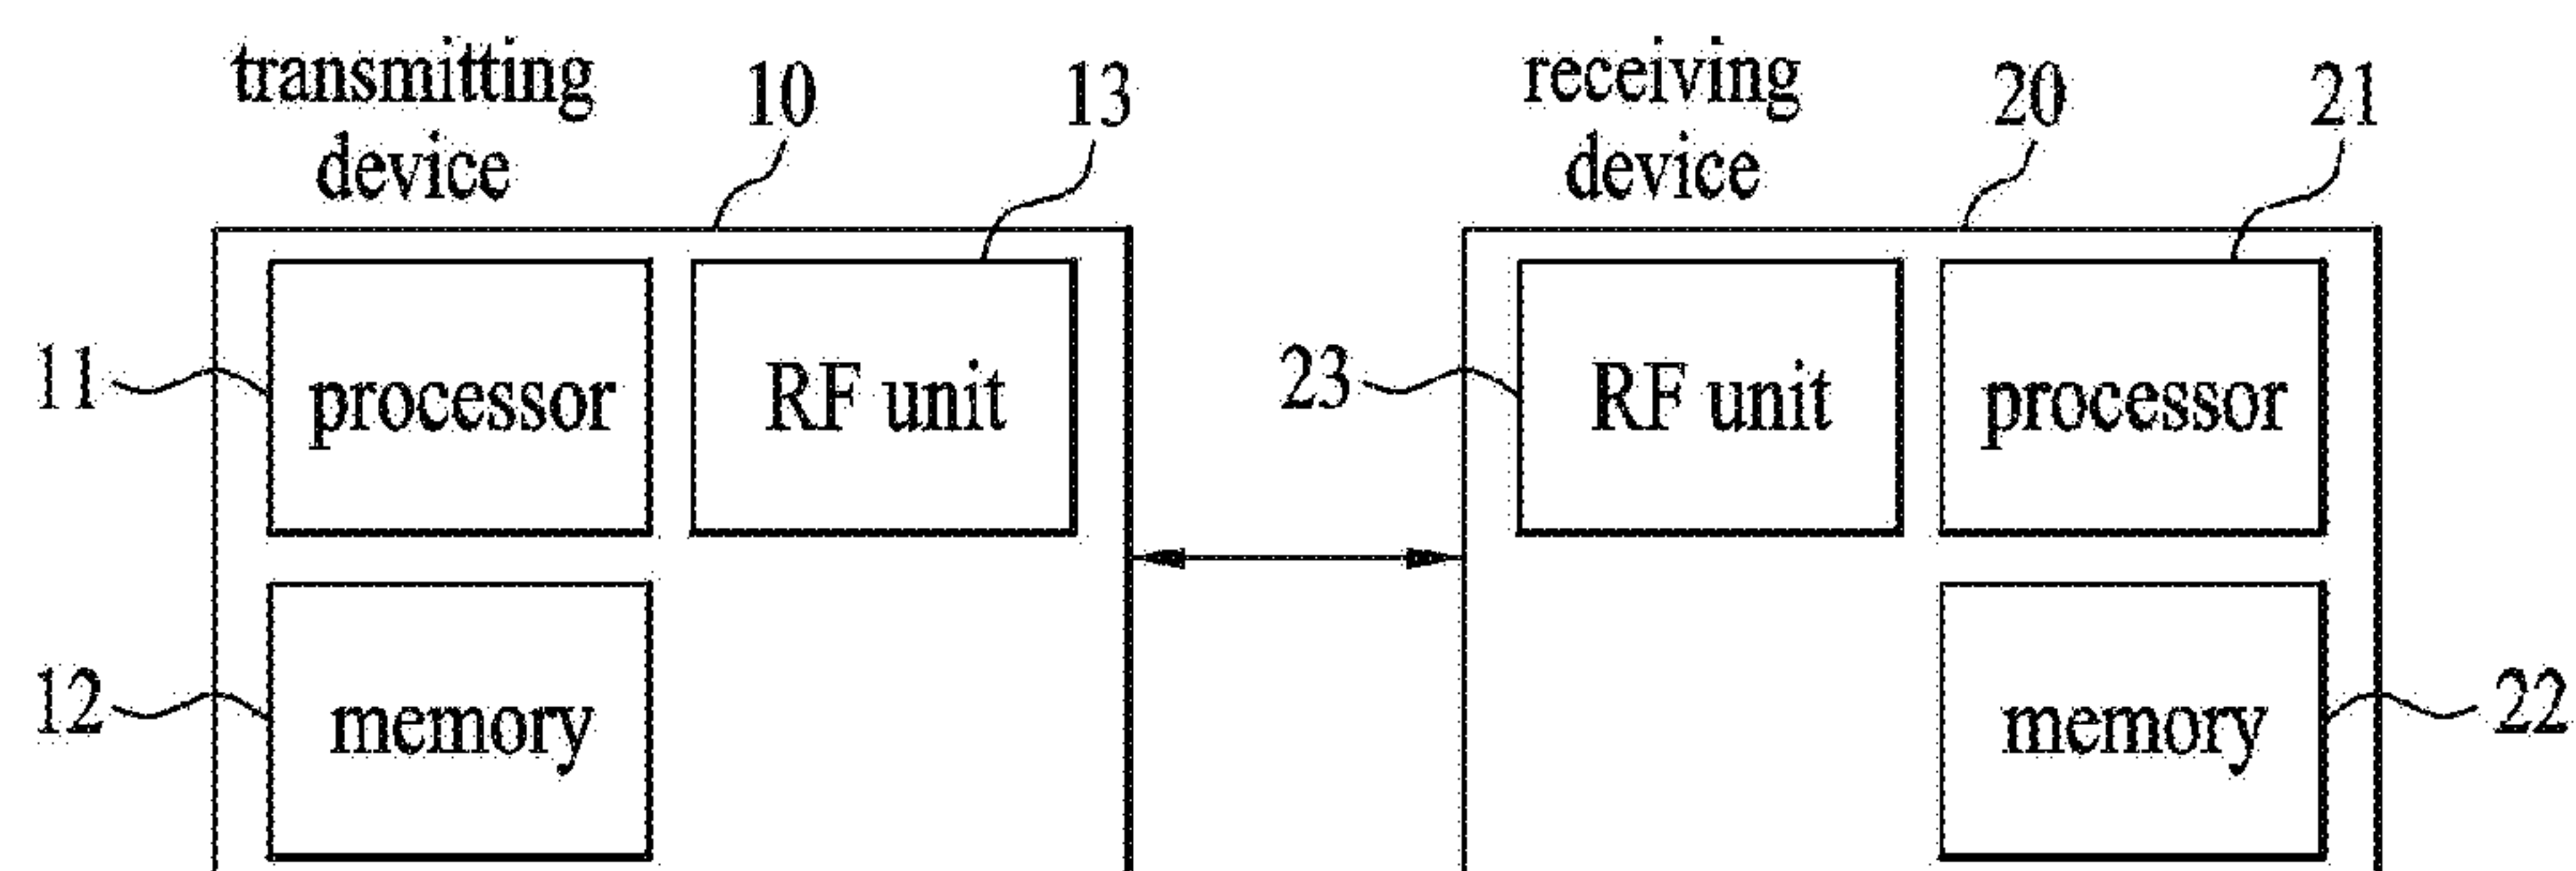 transmitting
device
10
13
receiving
device
20
21
11
processor
RF unit
23
RF unit
processor
12
memory
memory
22